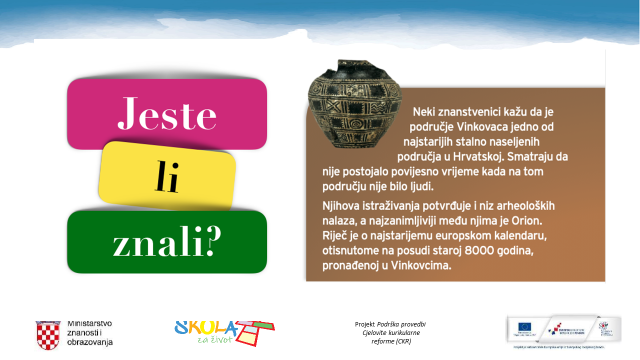 Jeste
li
znali?
Neki znanstvenici kažu da je
područje Vinkovaca jedno od
najstarijih stalno naseljenih
područja u Hrvatskoj. Smatraju da
nije postojalo povijesno vrijeme kada na tom
području nije bilo ljudi.
Njihova istraživanja potvrđuje i niz arheoloških
nalaza, a najzanimljiviji među njima je Orion.
Riječ je o najstarijemu europskom kalendaru,
otisnutome na posudi staroj 8000 godina,
pronađenoj u Vinkovcima.
Ministarstvo
znanosti i
obrazovanja
ŠKOLA
za život
Projekt Podrška provedbi
Cjelovite kurikularne
reforme (CKR)